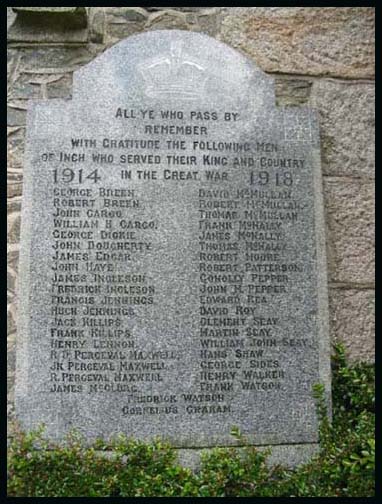 All ye who pass by
remember
with Gratitude the following Men
of Inch who served their King and Country
1914 in the Great War 1918
George Breen. David McMullan.
Robert Breen. Robert McMullan.
John Cargo. Thomas McMullan
William H. Cargo. Frank McNally.
George Dickie. James McNally.
John Dougherty. Thomas McNally.
James Edgar. Robert Moore.
John Haye. Robert Patterson.
James Ingleson. Conolly Pepper.
Fredrick Ingleson. John M. Pepper.
Francis Jennings. Edward Rea.
Hugh Jennings. David Roy.
Jack Killips. Clement Seay.
Frank Killips. Martin Seay.
Henry Lennon. William John Seay.
R.D. Perceval Maxwell. Hans Shaw.
J.R. Perceval Maxwell. George Sides.
R. Perceval Maxwell. Henry Walker.
James Frank Watson.
Fredrick Watson
Cornelius Graham.